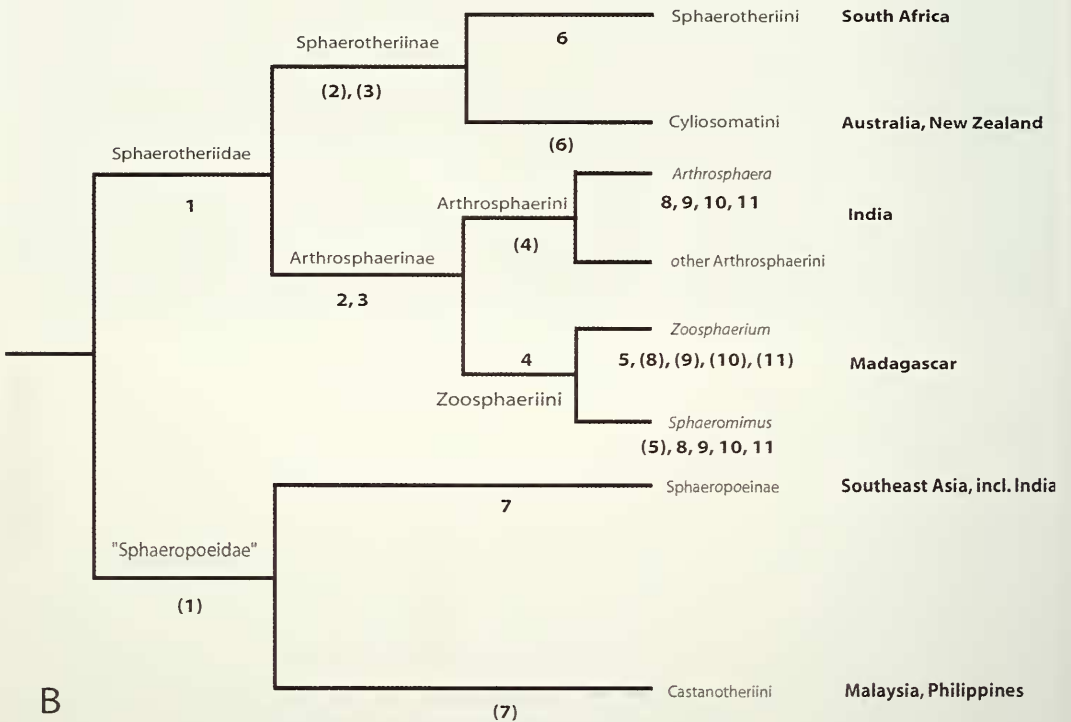 Sphaerotheriini South Africa
Sphaerotheriinae
6
(2), (3)
Cyliosomatini Australia, New Zealand
(6)
Sphaerotheriidae
Arthrosphaera
1
Arthrosphaerini
8, 9, 10, 11
India
(4)
Arthrosphaerinae
other Arthrosphaerini
2, 3
Zoosphaerium
4
5, (8), (9), (10), (11)
Madagascar
Zoosphaeriini
Sphaeromimus
(5), 8, 9, 10, 11
Sphaeropoeinae Southeast Asia, incl. India
7
"Sphaeropoeidae"
(1)
B
Castanotheriini Malaysia, Philippines
(7)